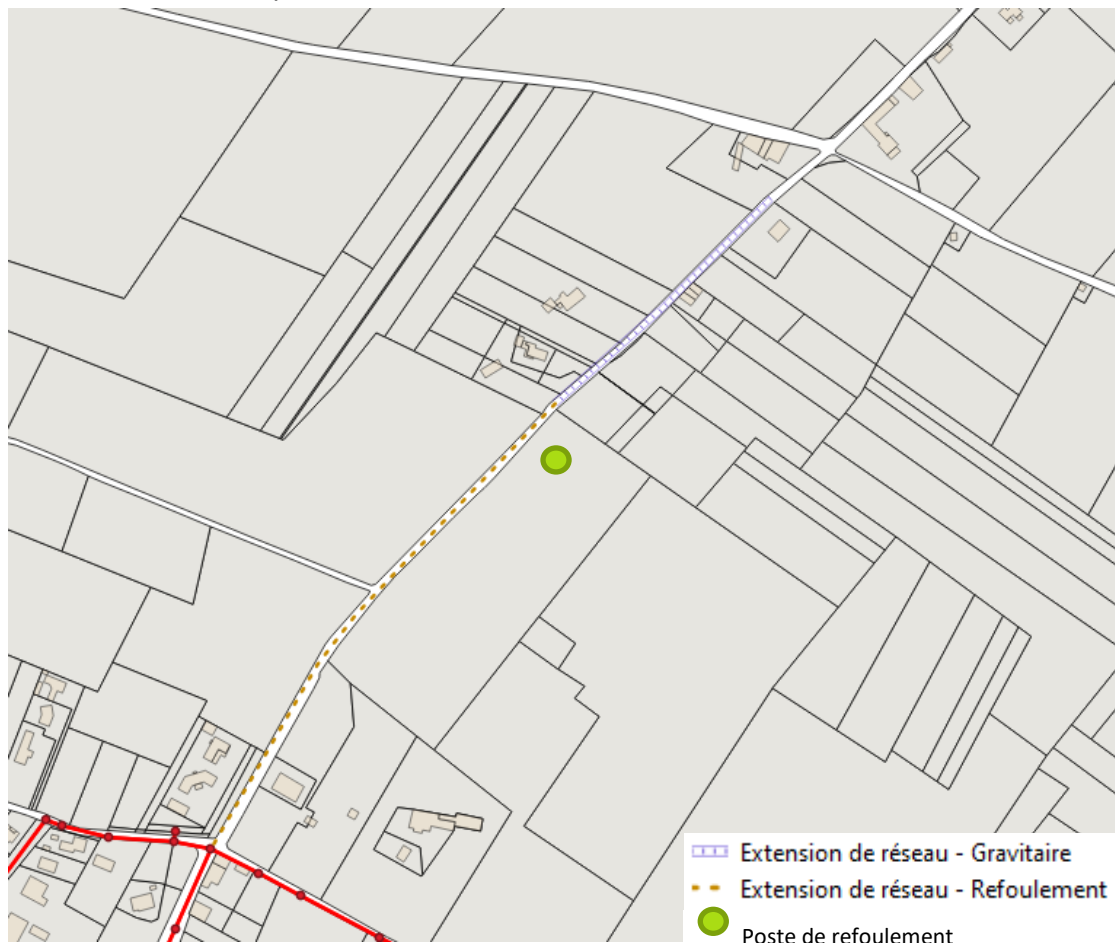 Extension de réseau - Gravitaire
Extension de réseau - Refoulement
Poste de refoulement